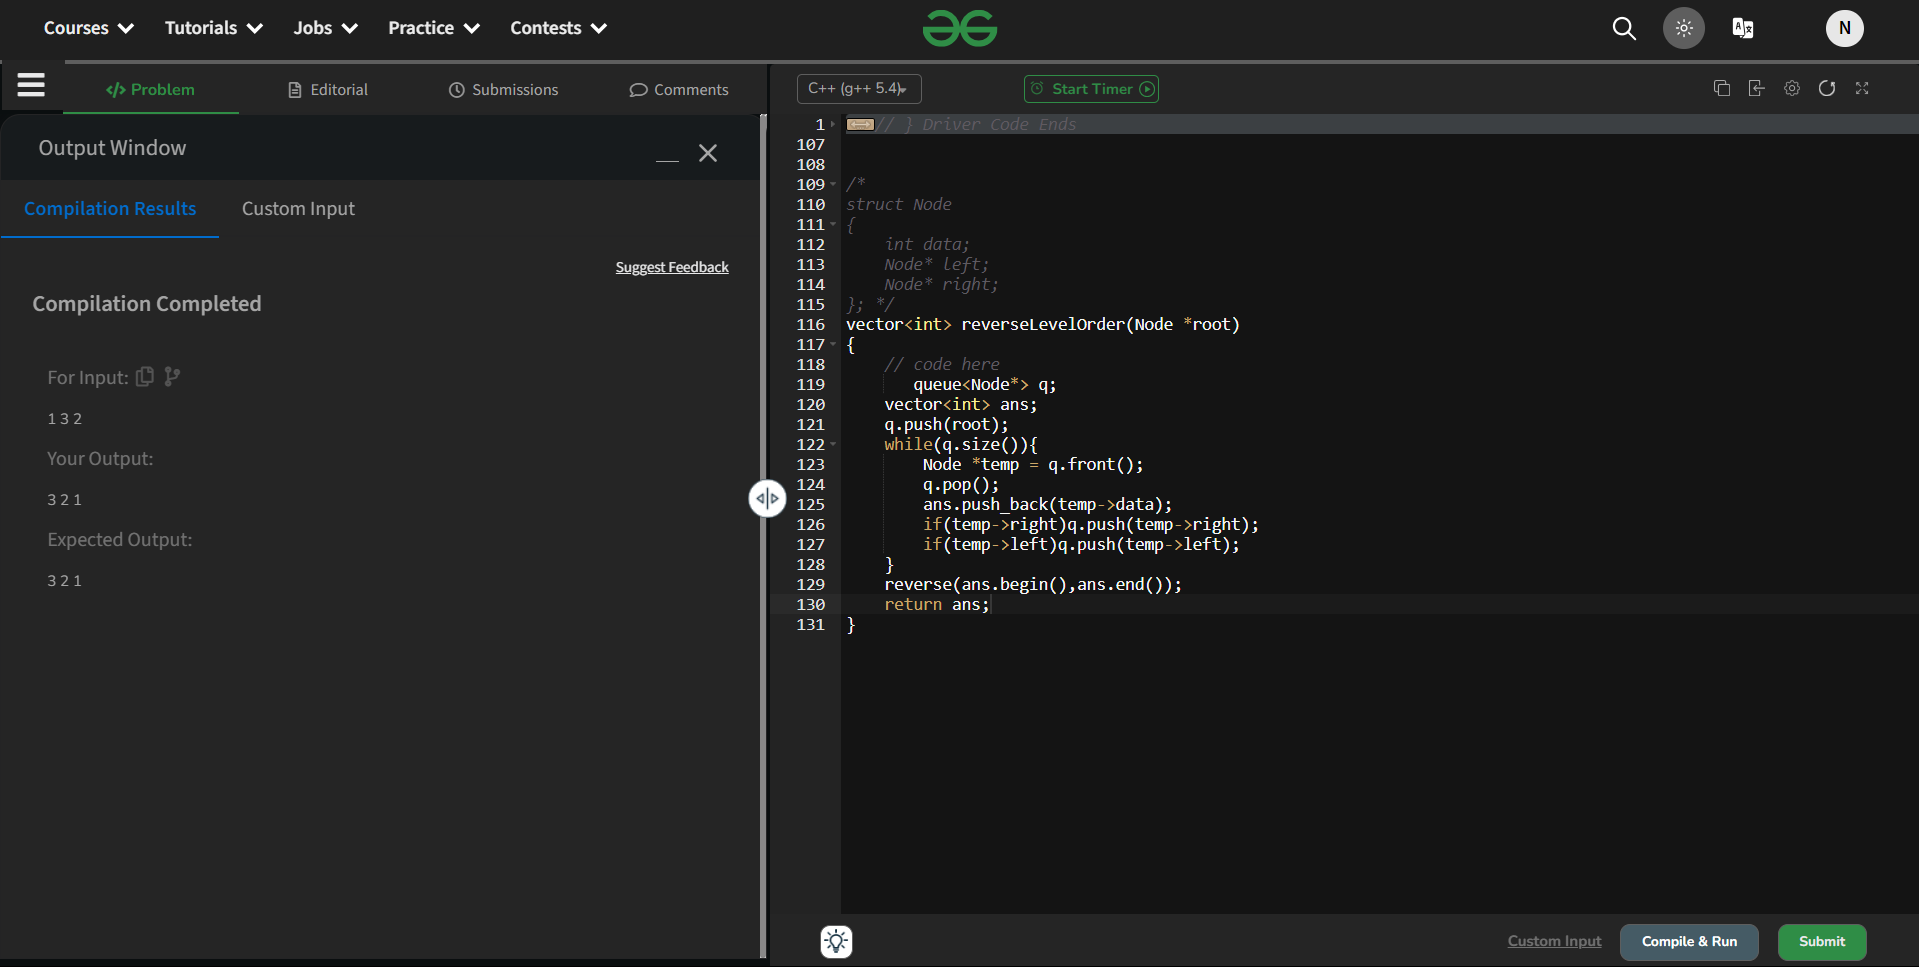 Courses Tutorials Jobs Practice Contests N
Problem Editorial Submissions Comments
Output Window
Compilation Results Custom Input
Suggest Feedback
Compilation Completed
For Input:
1 3 2
Your Output:
3 2 1
Expected Output:
3 2 1
C++ (g++ 5.4) Start Timer
1 // } Driver Code Ends
107
108
109 /*
110 struct Node
111 {
112     int data;
113     Node* left;
114     Node* right;
115 }; */
116 vector<int> reverseLevelOrder(Node *root)
117 {
118     // code here
119        queue<Node*> q;
120     vector<int> ans;
121     q.push(root);
122     while(q.size()){
123         Node *temp = q.front();
124         q.pop();
125         ans.push_back(temp->data);
126         if(temp->right)q.push(temp->right);
127         if(temp->left)q.push(temp->left);
128     }
129     reverse(ans.begin(),ans.end());
130     return ans;
131 }
Custom Input Compile & Run Submit